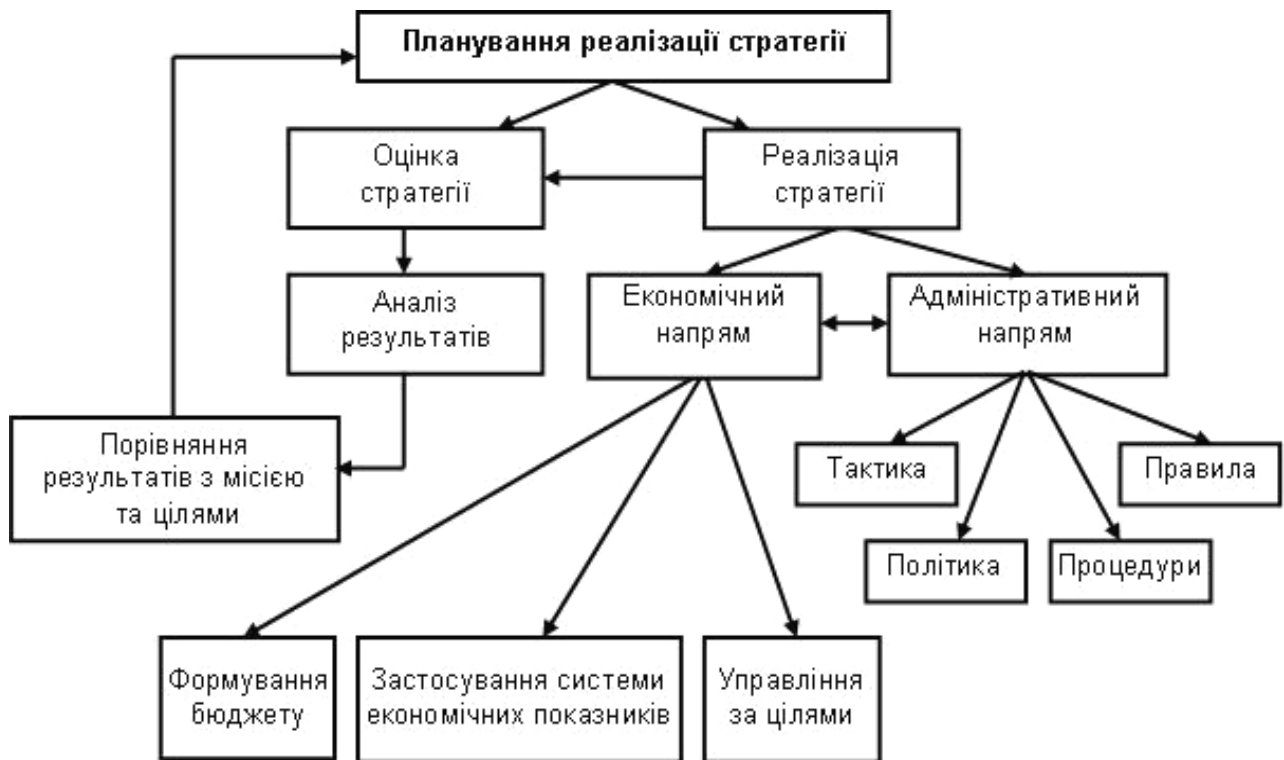 Планування реалізації стратегії
Оцінка
стратегії
Реалізація
стратегії
Аналіз
результатів
Економічний
напрям
Адміністративний
напрям
Порівняння
результатів з місією
та цілями
Тактика
Правила
Політика
Процедури
Формування
бюджету
Застосування системи
економічних показників
Управління
за цілями